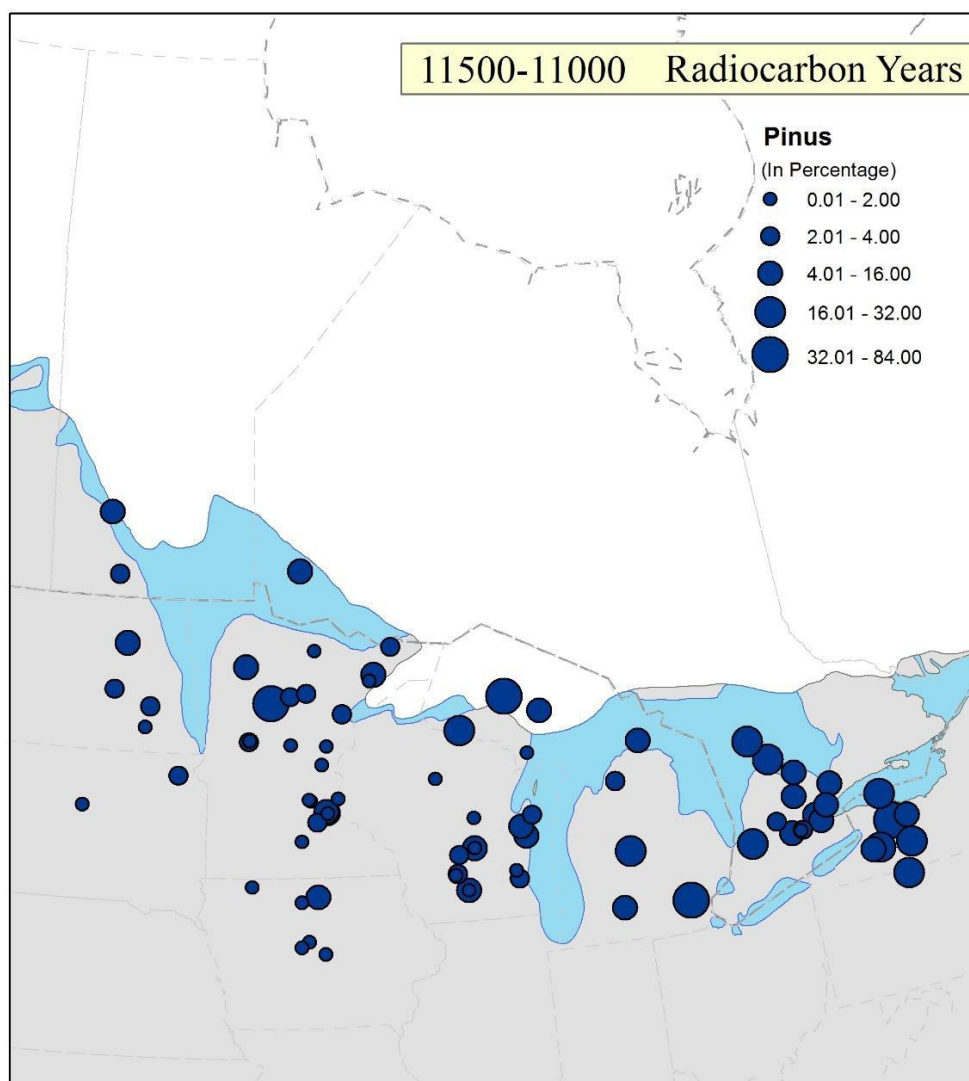 11500-11000 Radiocarbon Years
Pinus
(In Percentage)
0.01 - 2.00
2.01 - 4.00
4.01 - 16.00
16.01 - 32.00
32.01 - 84.00